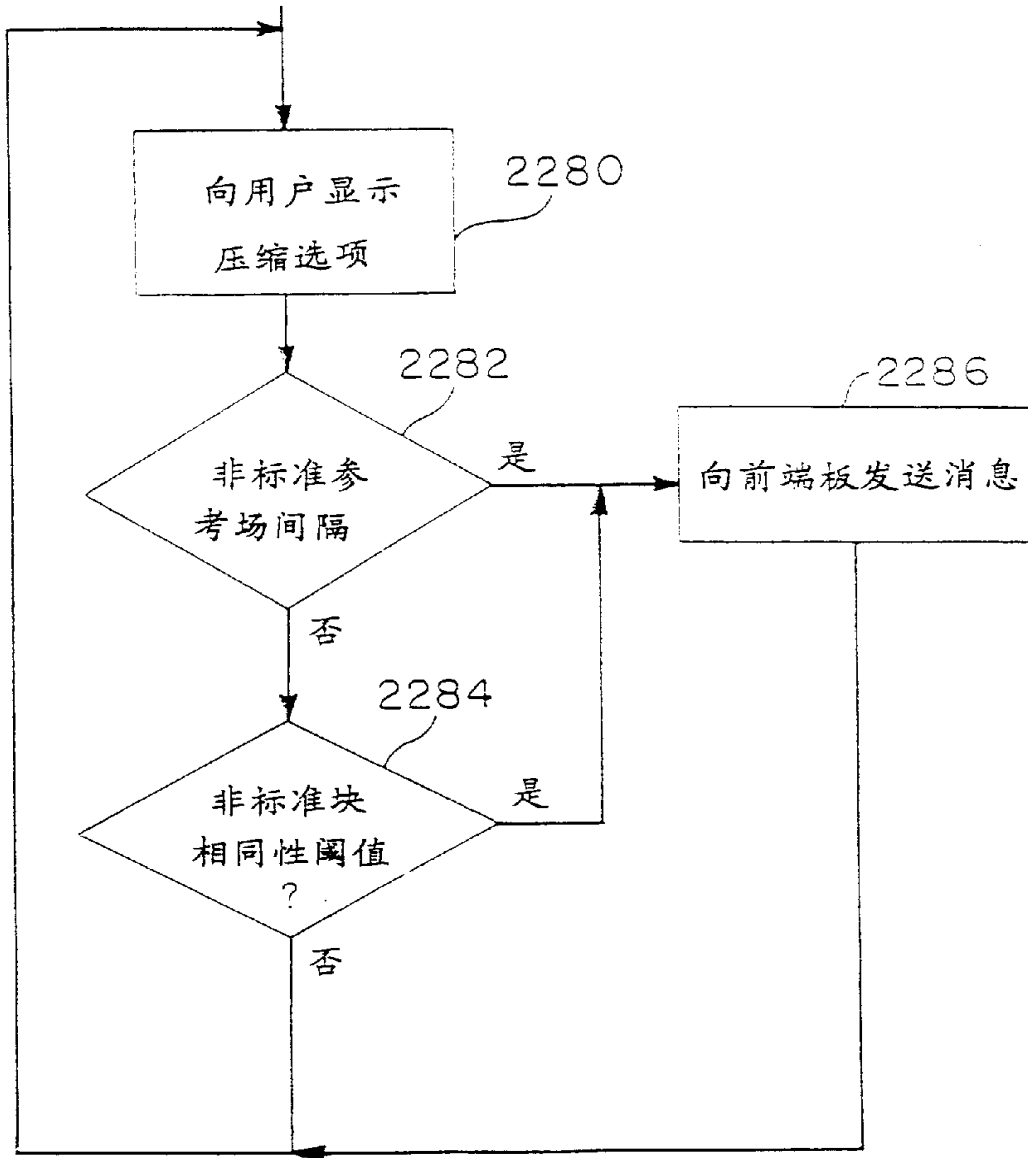 向用户显示
压缩选项
2280
2282
非标准参
考场间隔
是
2286
向前端板发送消息
否
2284
非标准块
相同性阈值
?
是
否